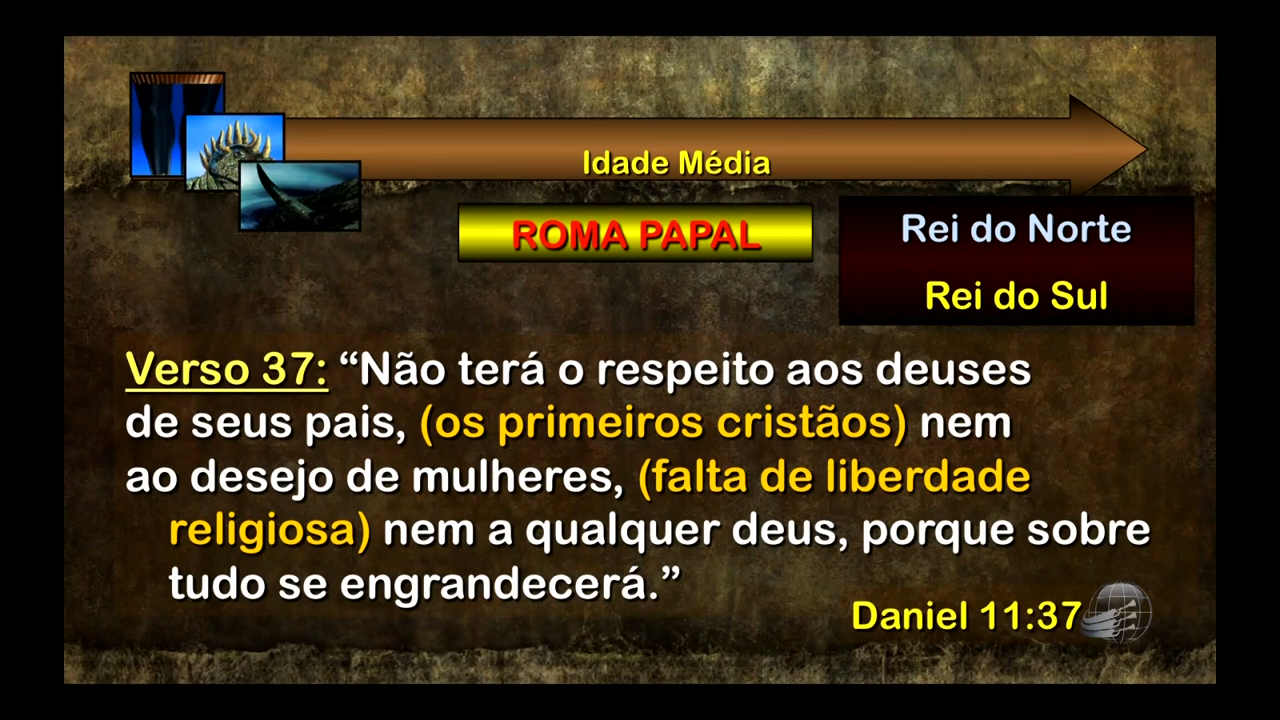 Idade Média
ROMA PAPAL
Rei do Norte
Rei do Sul
Verso 37: “Não terá o respeito aos deuses
de seus pais, (os primeiros cristãos) nem
ao desejo de mulheres, (falta de liberdade
religiosa) nem a qualquer deus, porque sobre
tudo se engrandecerá.”
Daniel 11:37